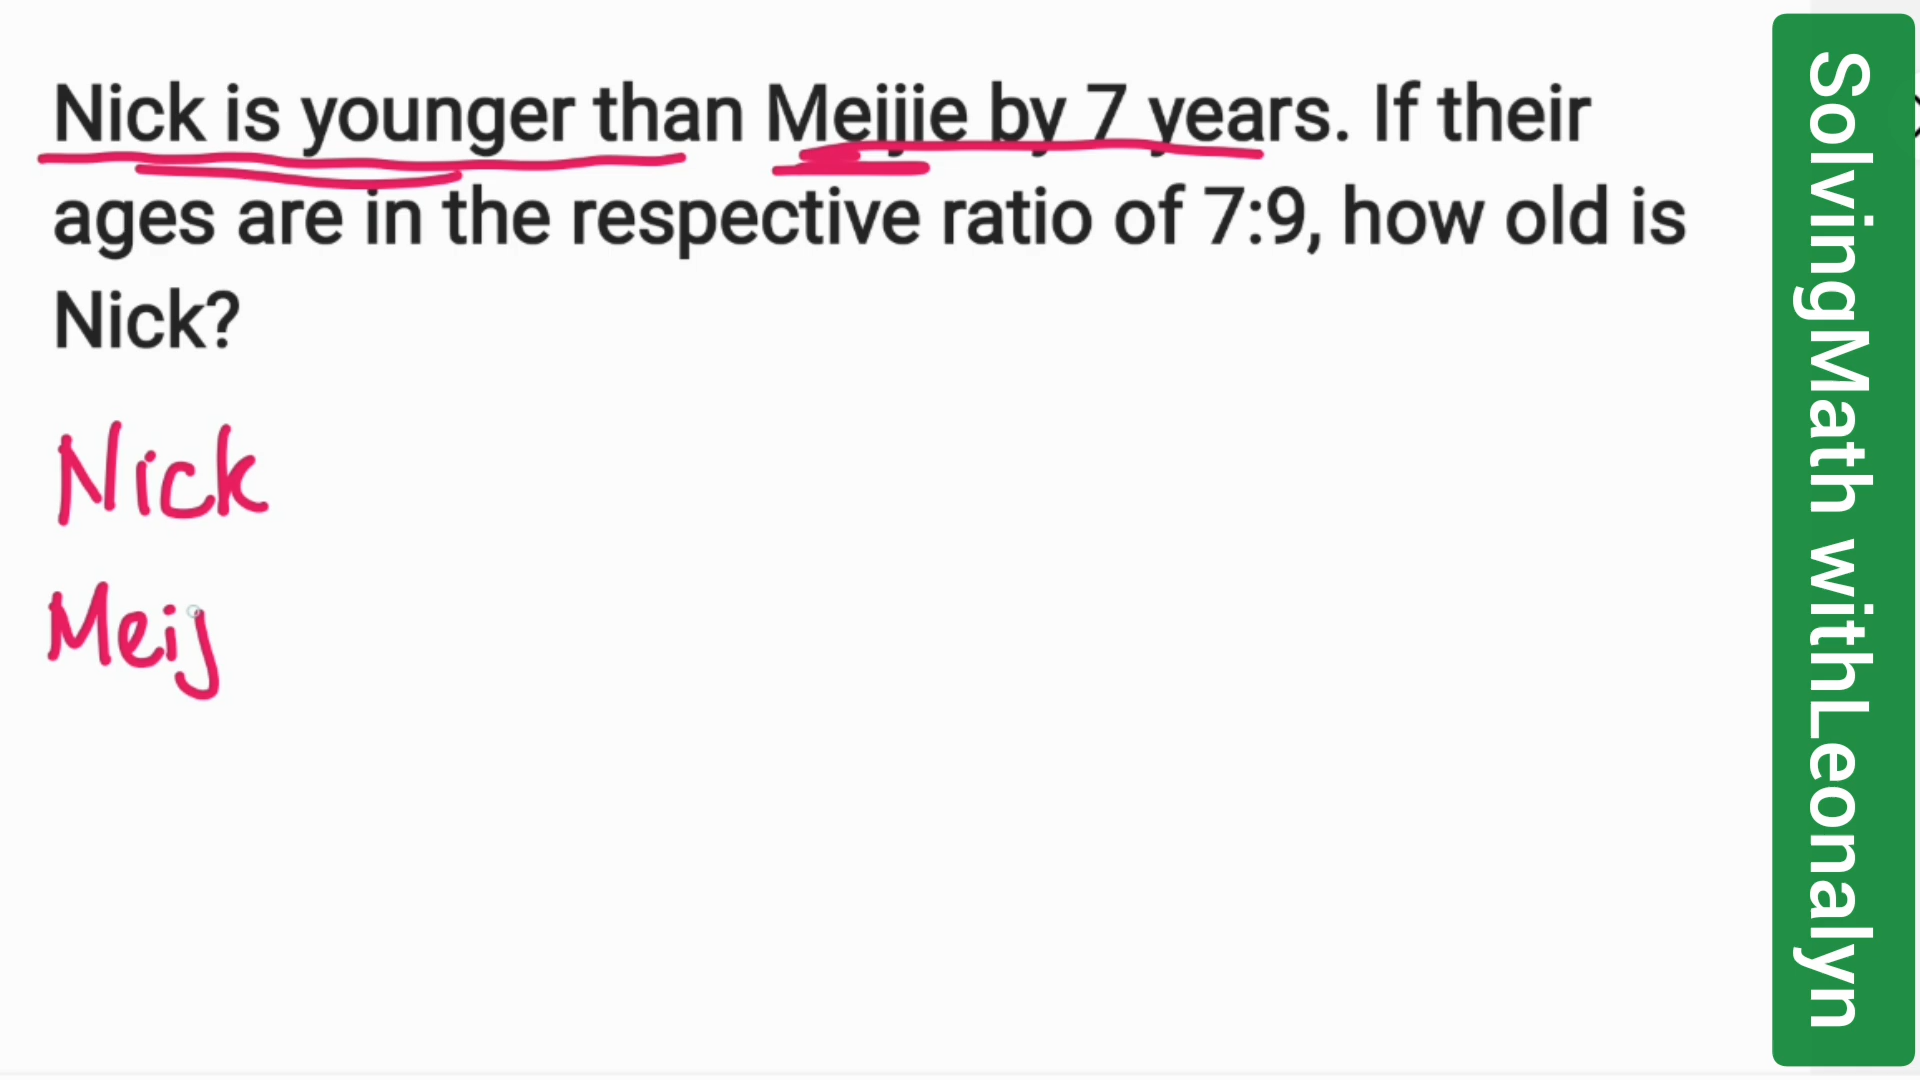 Nick is younger than Meijie by 7 years. If their
ages are in the respective ratio of 7:9, how old is
Nick?
Nick
Meij
SolvingMath withLeonalyn